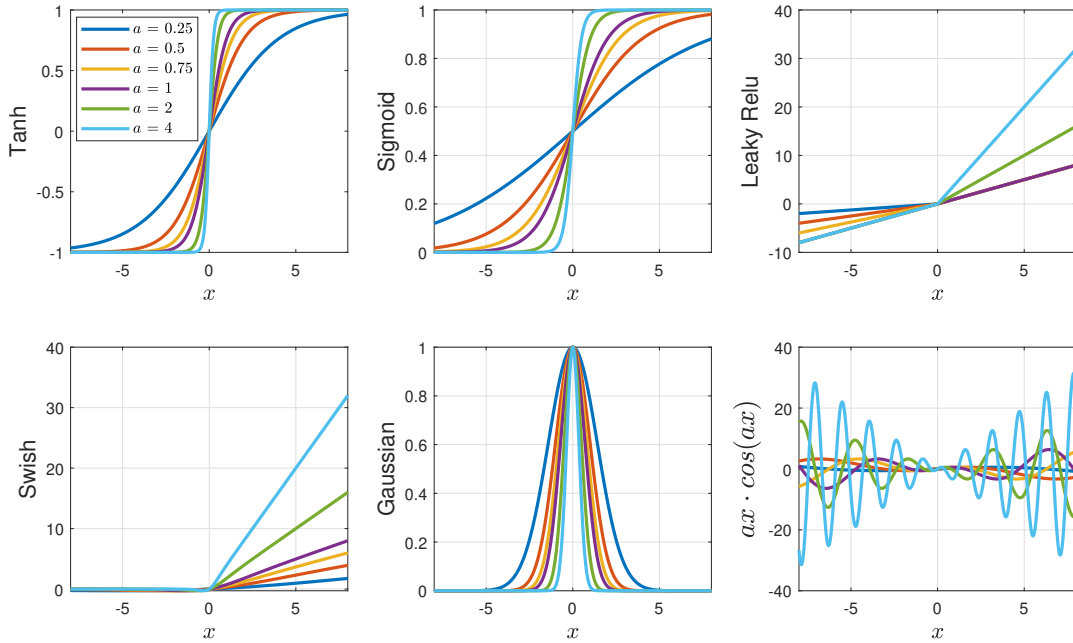 Tanh
1
0.5
0
-0.5
-1
-5
0
5
x
a = 0.25
a = 0.5
a = 0.75
a = 1
a = 2
a = 4
Sigmoid
1
0.8
0.6
0.4
0.2
0
-5
0
5
x
Leaky Relu
40
30
20
10
0
-10
-5
0
5
x
Swish
40
30
20
10
0
-5
0
5
x
Gaussian
1
0.8
0.6
0.4
0.2
0
-5
0
5
x
ax · cos(ax)
40
20
0
-20
-40
-5
0
5
x